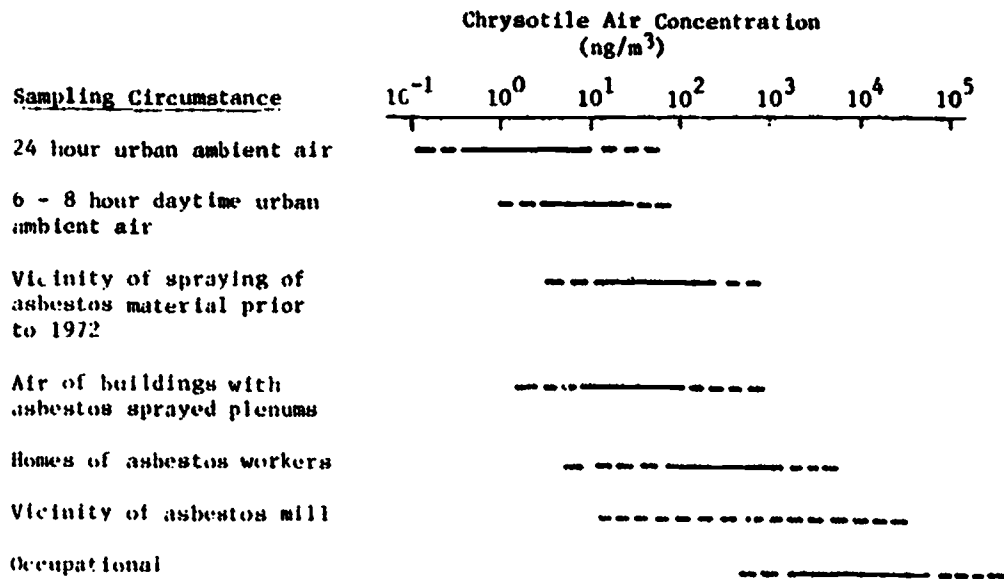 Chrysotile Air Concentration
(ng/m³)
Sampling Circumstance
10⁻¹ 10⁰ 10¹ 10² 10³ 10⁴ 10⁵
24 hour urban ambient air
6 - 8 hour daytime urban
ambient air
Vicinity of spraying of
asbestos material prior
to 1972
Air of buildings with
asbestos sprayed plenums
Homes of asbestos workers
Vicinity of asbestos mill
Occupational